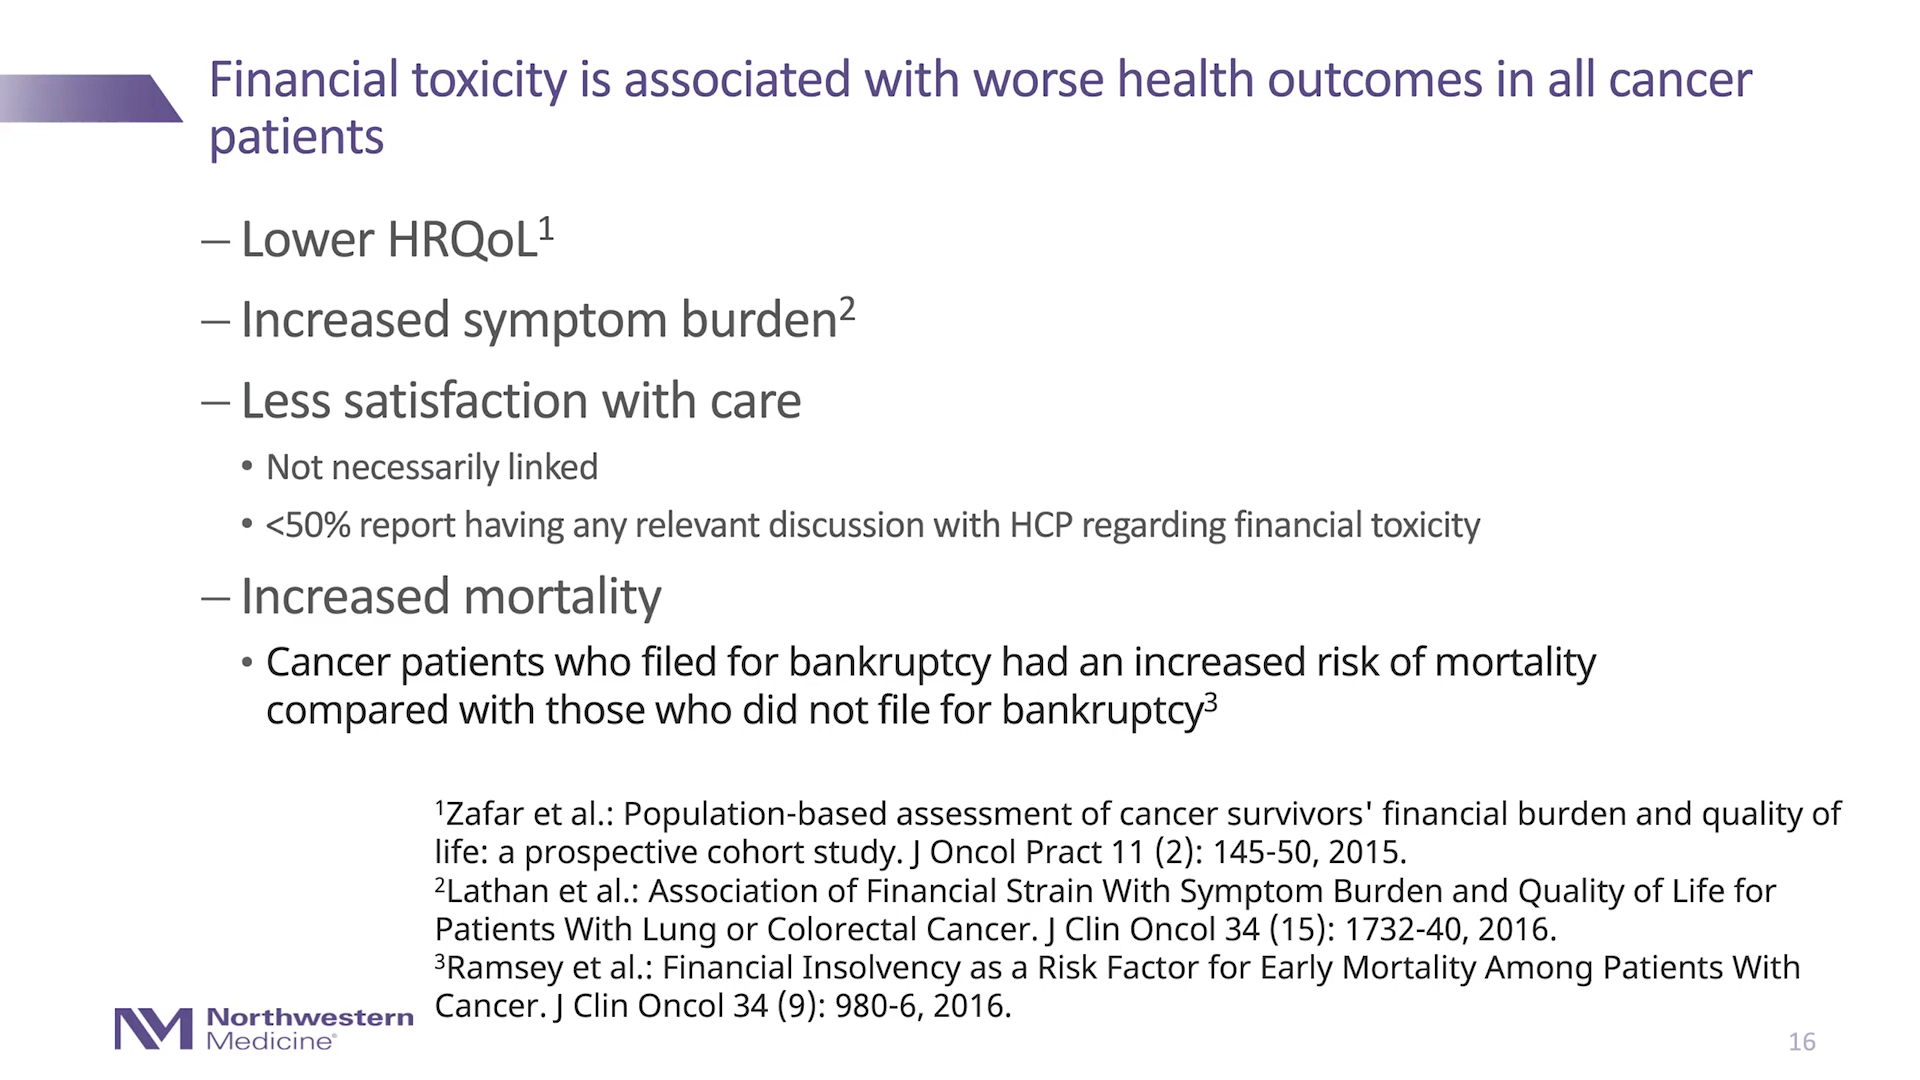 Financial toxicity is associated with worse health outcomes in all cancer
patients
– Lower HRQoL¹
– Increased symptom burden²
– Less satisfaction with care
• Not necessarily linked
• <50% report having any relevant discussion with HCP regarding financial toxicity
– Increased mortality
• Cancer patients who filed for bankruptcy had an increased risk of mortality
compared with those who did not file for bankruptcy³
¹Zafar et al.: Population-based assessment of cancer survivors' financial burden and quality of
life: a prospective cohort study. J Oncol Pract 11 (2): 145-50, 2015.
²Lathan et al.: Association of Financial Strain With Symptom Burden and Quality of Life for
Patients With Lung or Colorectal Cancer. J Clin Oncol 34 (15): 1732-40, 2016.
³Ramsey et al.: Financial Insolvency as a Risk Factor for Early Mortality Among Patients With
Cancer. J Clin Oncol 34 (9): 980-6, 2016.
NM Northwestern
Medicine®
16